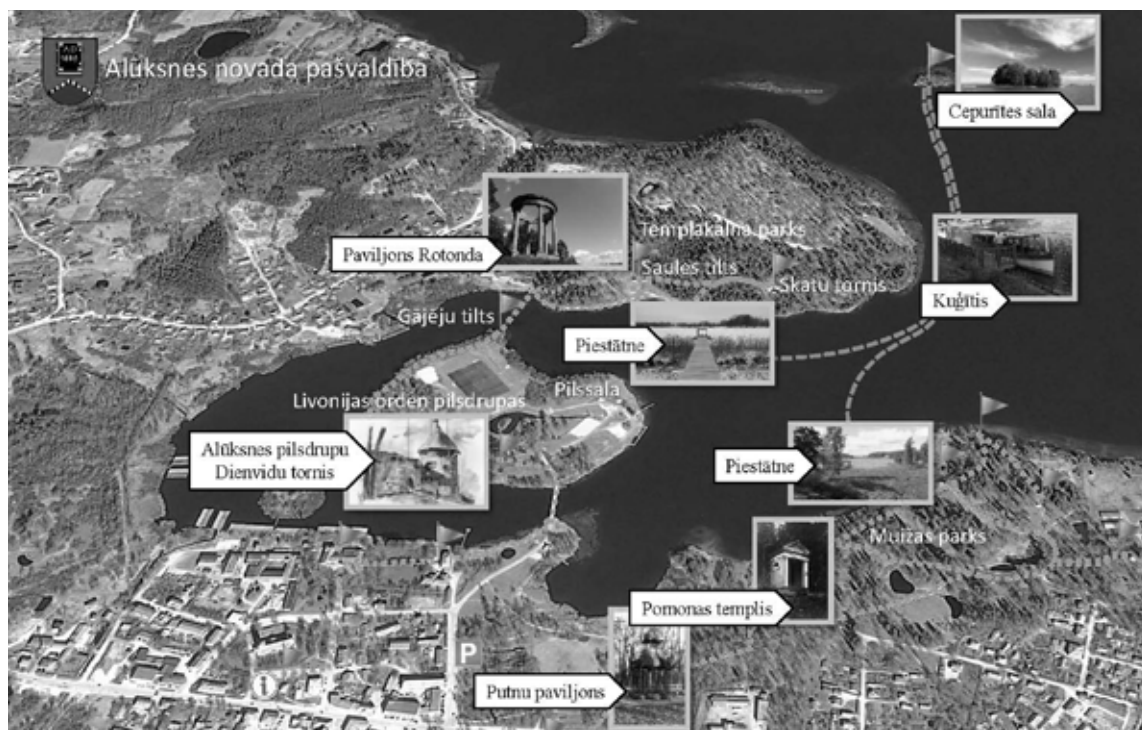 Alūksnes novada pašvaldība
Cepurītes sala
Templakalna parks
Paviljons Rotonda
Saules tilts
Skatu tornis
Kuģītis
Gājēju tilts
Piestātne
Pilssala
Livonijas orden pilsdrupas
Alūksnes pilsdrupu
Dienvidu tornis
Piestātne
Muižas parks
Pomonas templis
P
i
Putnu paviljons